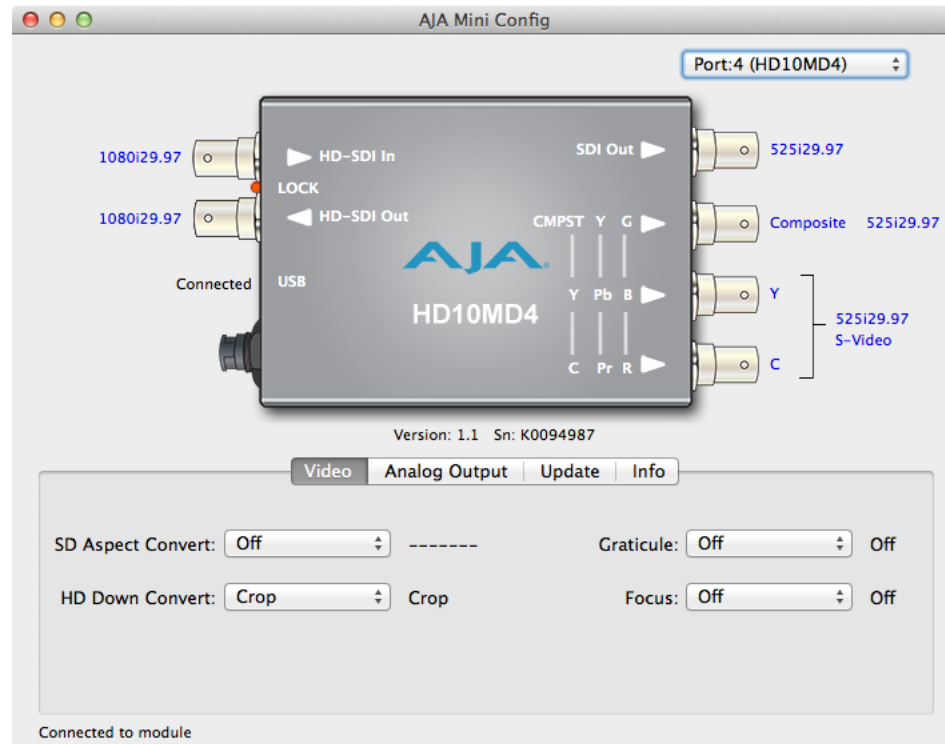 AJA Mini Config
Port:4 (HD10MD4)
1080i29.97
HD-SDI In
SDI Out
525i29.97
LOCK
1080i29.97
HD-SDI Out
CMPST Y G
Composite 525i29.97
AJA
Connected
USB
Y Pb B
Y
HD10MD4
525i29.97
S-Video
C Pr R
C
Version: 1.1 Sn: K0094987
Video Analog Output Update Info
SD Aspect Convert: Off -------
Graticule: Off Off
HD Down Convert: Crop Crop
Focus: Off Off
Connected to module